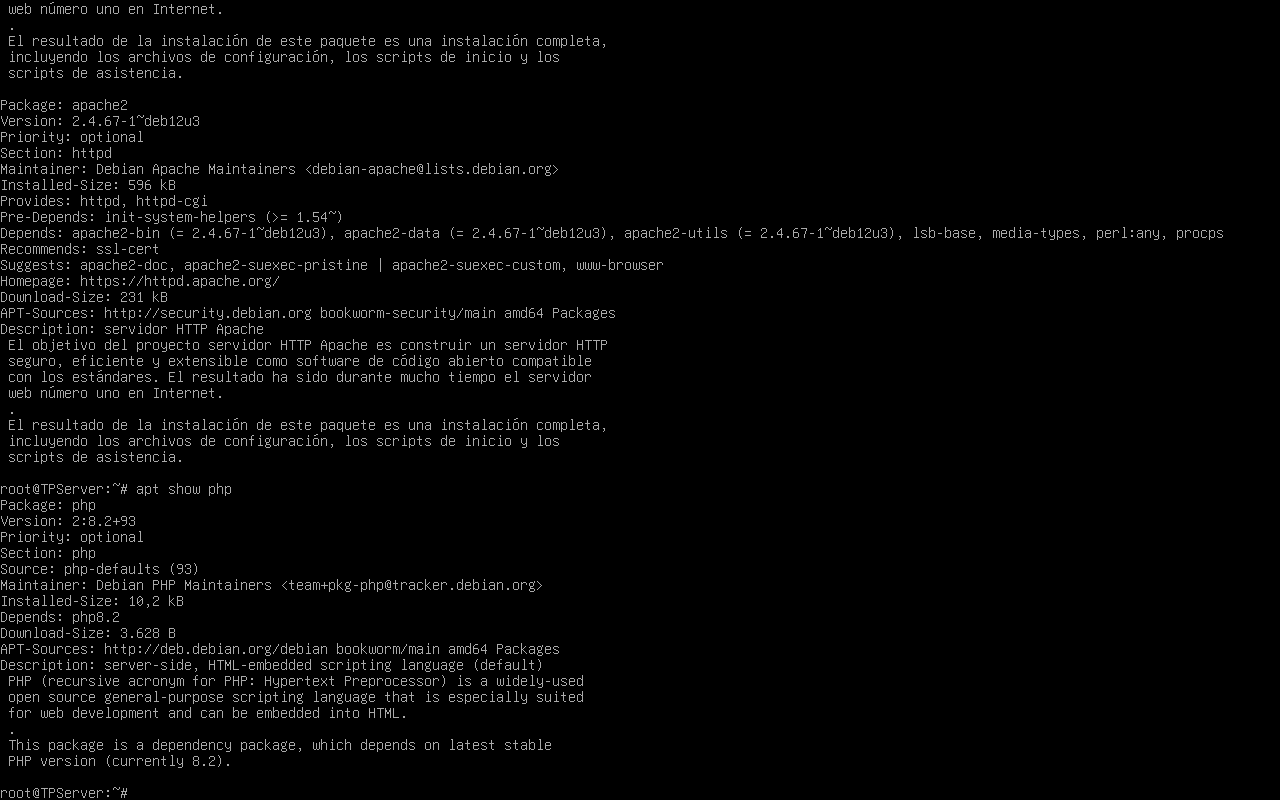 web número uno en Internet.
.
El resultado de la instalación de este paquete es una instalación completa,
incluyendo los archivos de configuración, los scripts de inicio y los
scripts de asistencia.
Package: apache2
Version: 2.4.67-1~deb12u3
Priority: optional
Section: httpd
Maintainer: Debian Apache Maintainers <debian-apache@lists.debian.org>
Installed-Size: 596 kB
Provides: httpd, httpd-cgi
Pre-Depends: init-system-helpers (>= 1.54~)
Depends: apache2-bin (= 2.4.67-1~deb12u3), apache2-data (= 2.4.67-1~deb12u3), apache2-utils (= 2.4.67-1~deb12u3), lsb-base, media-types, perl:any, procps
Recommends: ssl-cert
Suggests: apache2-doc, apache2-suexec-pristine | apache2-suexec-custom, www-browser
Homepage: https://httpd.apache.org/
Download-Size: 231 kB
APT-Sources: http://security.debian.org bookworm-security/main amd64 Packages
Description: servidor HTTP Apache
El objetivo del proyecto servidor HTTP Apache es construir un servidor HTTP
seguro, eficiente y extensible como software de código abierto compatible
con los estándares. El resultado ha sido durante mucho tiempo el servidor
web número uno en Internet.
.
El resultado de la instalación de este paquete es una instalación completa,
incluyendo los archivos de configuración, los scripts de inicio y los
scripts de asistencia.
root@TPServer:~# apt show php
Package: php
Version: 2:8.2+93
Priority: optional
Section: php
Source: php-defaults (93)
Maintainer: Debian PHP Maintainers <team+pkg-php@tracker.debian.org>
Installed-Size: 10,2 kB
Depends: php8.2
Download-Size: 3.628 B
APT-Sources: http://deb.debian.org/debian bookworm/main amd64 Packages
Description: server-side, HTML-embedded scripting language (default)
PHP (recursive acronym for PHP: Hypertext Preprocessor) is a widely-used
open source general-purpose scripting language that is especially suited
for web development and can be embedded into HTML.
.
This package is a dependency package, which depends on latest stable
PHP version (currently 8.2).
root@TPServer:~#